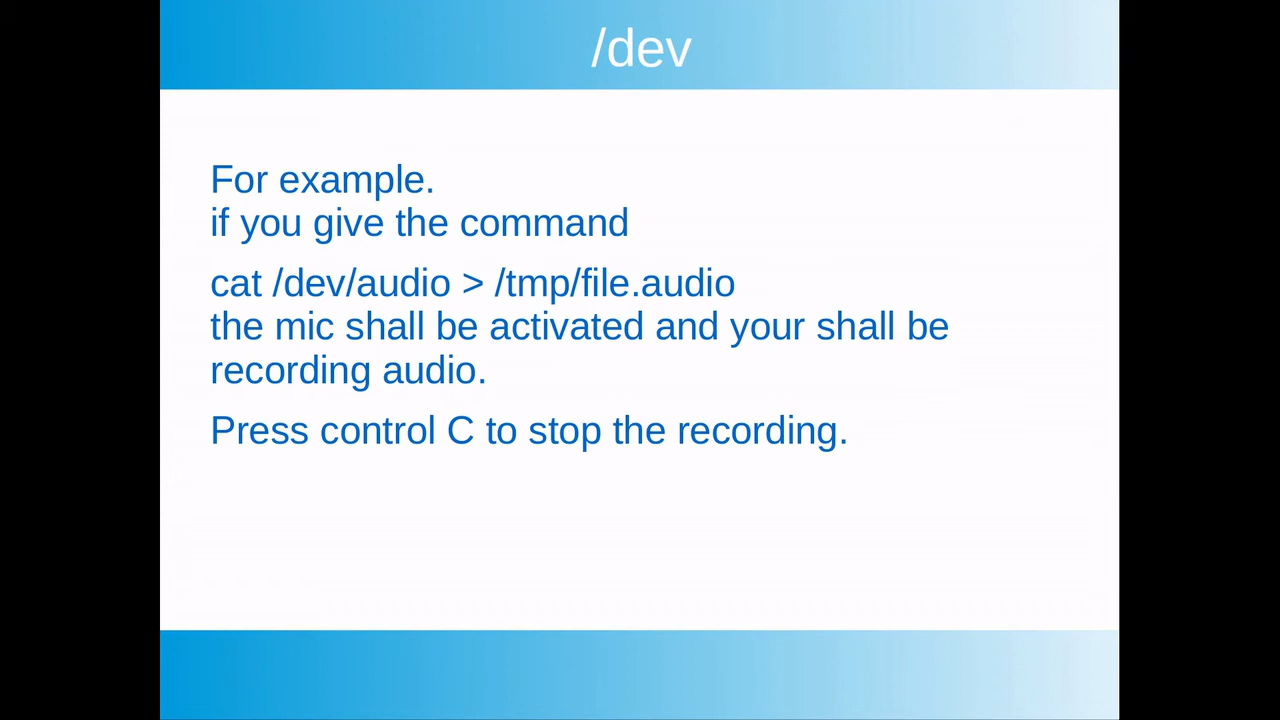 /dev
For example.
if you give the command
cat /dev/audio > /tmp/file.audio
the mic shall be activated and your shall be
recording audio.
Press control C to stop the recording.